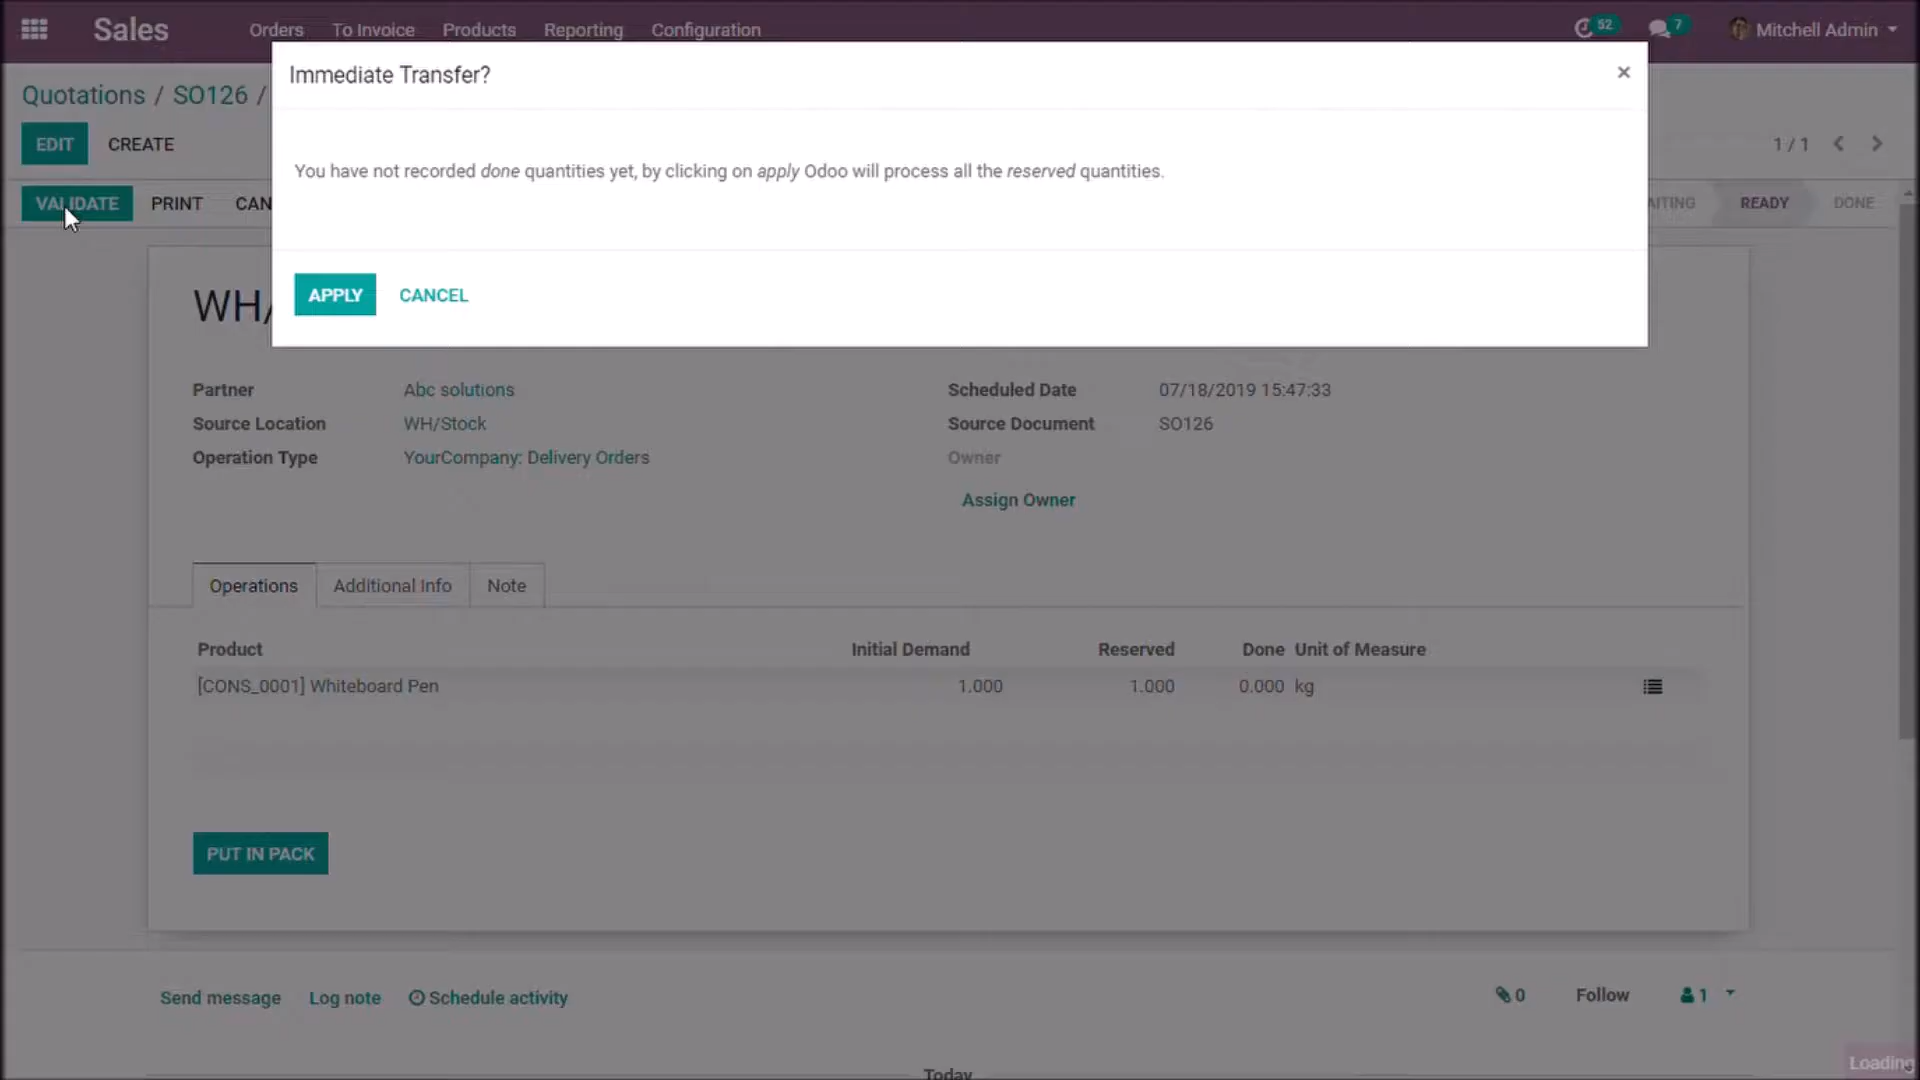 Sales Orders To Invoice Products Reporting Configuration 52 7 Mitchell Admin
Immediate Transfer? ×
Quotations / SO126 /
EDIT CREATE 1 / 1
You have not recorded done quantities yet, by clicking on apply Odoo will process all the reserved quantities.
VALIDATE PRINT CAN AITING READY DONE
APPLY CANCEL
WH/
Partner Abc solutions Scheduled Date 07/18/2019 15:47:33
Source Location WH/Stock Source Document SO126
Operation Type YourCompany: Delivery Orders Owner
Assign Owner
Operations Additional Info Note
Product Initial Demand Reserved Done Unit of Measure
[CONS_0001] Whiteboard Pen 1.000 1.000 0.000 kg
PUT IN PACK
Send message Log note Schedule activity 0 Follow 1
Today
Loading